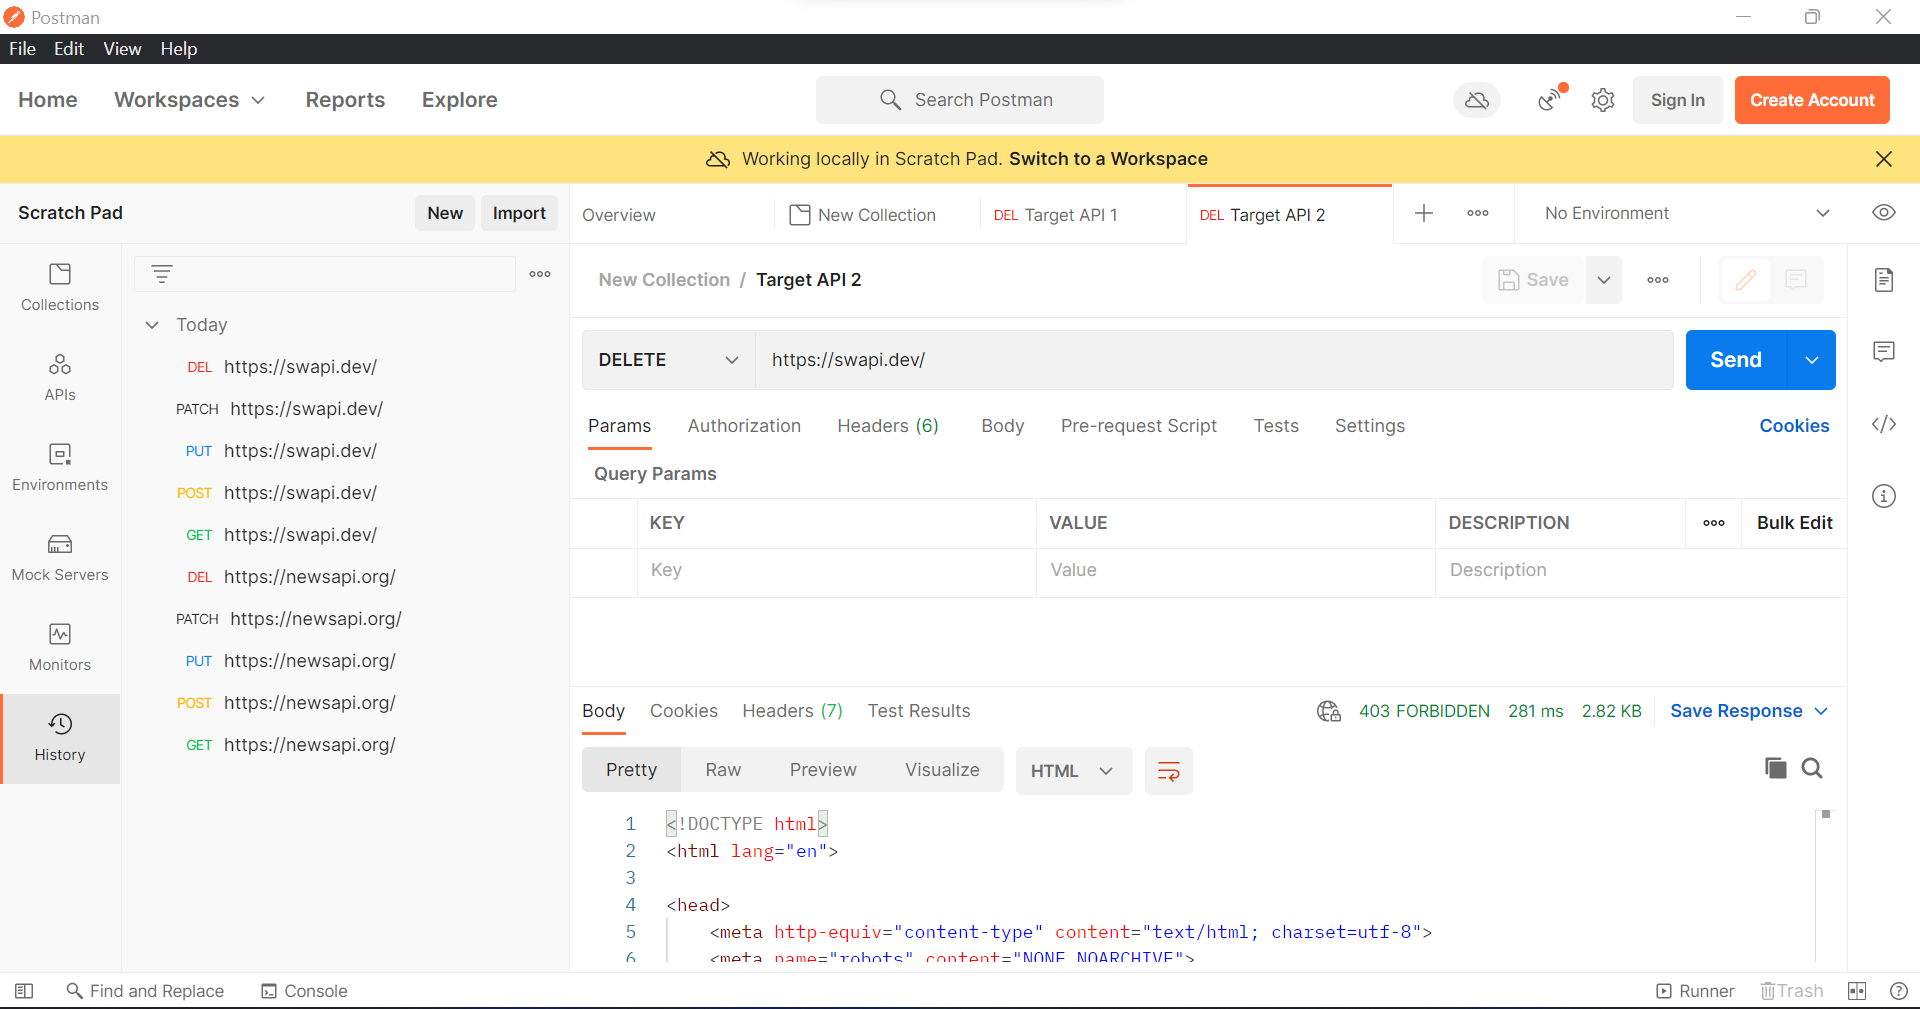 Postman
File Edit View Help
Home Workspaces Reports Explore Search Postman Sign In Create Account
Working locally in Scratch Pad. Switch to a Workspace
Scratch Pad New Import
Overview New Collection DEL Target API 1 DEL Target API 2 No Environment
Collections
APIs
Environments
Mock Servers
Monitors
History
Today
DEL https://swapi.dev/
PATCH https://swapi.dev/
PUT https://swapi.dev/
POST https://swapi.dev/
GET https://swapi.dev/
DEL https://newsapi.org/
PATCH https://newsapi.org/
PUT https://newsapi.org/
POST https://newsapi.org/
GET https://newsapi.org/
New Collection / Target API 2 Save
DELETE https://swapi.dev/ Send
Params Authorization Headers (6) Body Pre-request Script Tests Settings Cookies
Query Params
KEY VALUE DESCRIPTION Bulk Edit
Key Value Description
Body Cookies Headers (7) Test Results 403 FORBIDDEN 281 ms 2.82 KB Save Response
Pretty Raw Preview Visualize HTML
1 <!DOCTYPE html>
2 <html lang="en">
3
4 <head>
5 <meta http-equiv="content-type" content="text/html; charset=utf-8">
6 <meta name="robots" content="NONE,NOARCHIVE">
Find and Replace Console Runner Trash